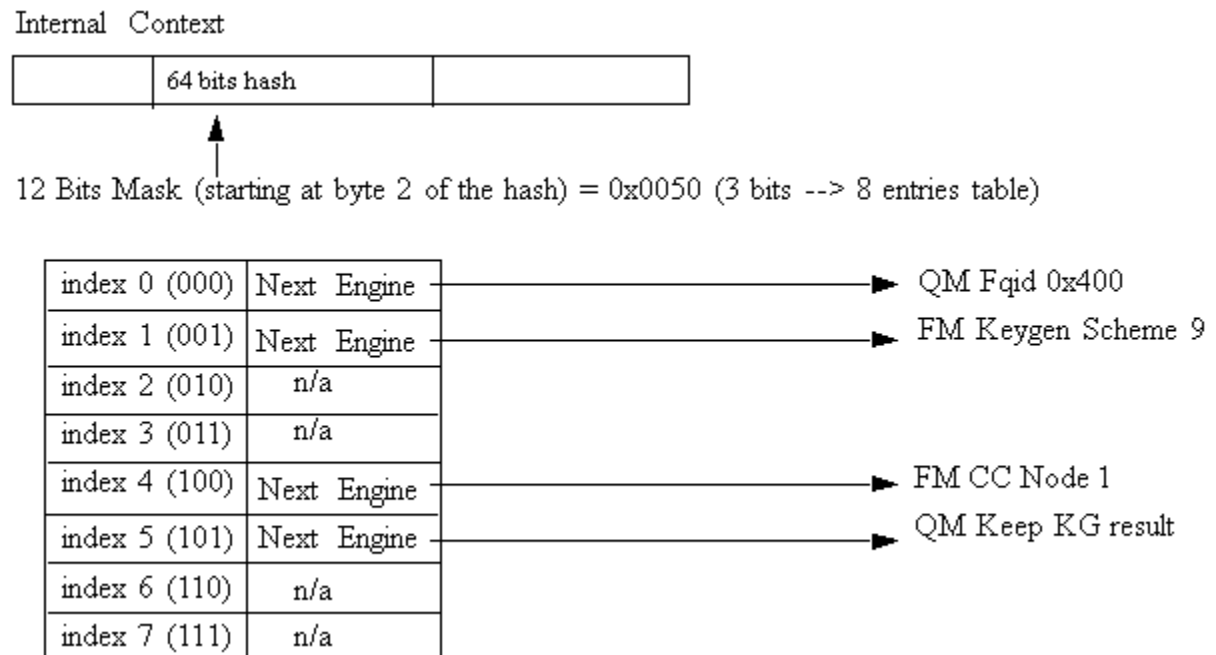 Internal Context
64 bits hash
12 Bits Mask (starting at byte 2 of the hash) = 0x0050 (3 bits --> 8 entries table)
index 0 (000) Next Engine QM Fqid 0x400
index 1 (001) Next Engine FM Keygen Scheme 9
index 2 (010) n/a
index 3 (011) n/a
index 4 (100) Next Engine FM CC Node 1
index 5 (101) Next Engine QM Keep KG result
index 6 (110) n/a
index 7 (111) n/a